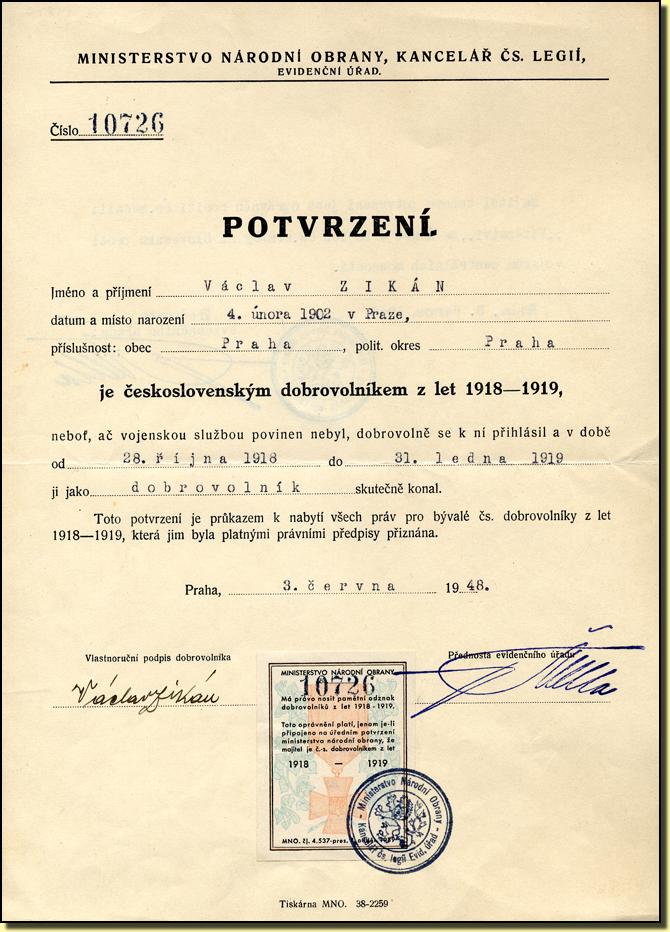 MINISTERSTVO NÁRODNÍ OBRANY, KANCELÁŘ ČS. LEGIÍ,
EVIDENČNÍ ÚŘAD.
Číslo 10726
POTVRZENÍ.
Jméno a příjmení Václav ZIKÁN
datum a místo narození 4. února 1902 v Praze,
příslušnost: obec Praha, polit. okres Praha
je československým dobrovolníkem z let 1918—1919,
neboť, ač vojenskou službou povinen nebyl, dobrovolně se k ní přihlásil a v době
od 28. října 1918 do 31. ledna 1919
ji jako dobrovolník skutečně konal.
Toto potvrzení je průkazem k nabytí všech práv pro bývalé čs. dobrovolníky z let
1918—1919, která jim byla platnými právními předpisy přiznána.
Praha, 3. června 1948.
Vlastnoruční podpis dobrovolníka
Přednosta evidenčního úřadu
Václav Zikán
MINISTERSTVO NÁRODNÍ OBRANY
10726
Má právo nosit pamětní odznak
dobrovolníků z let 1918-1919.
Toto oprávnění platí, jenom je-li
připojeno na úředním potvrzení
ministerstva národní obrany, že
majitel je č.-s. dobrovolníkem z let
1918 — 1919
MNO. čj. 4.537-pres.
Ministerstvo Národní Obrany
Kancelář čs. legií Evid. úřad
Tiskárna MNO. 38-2259